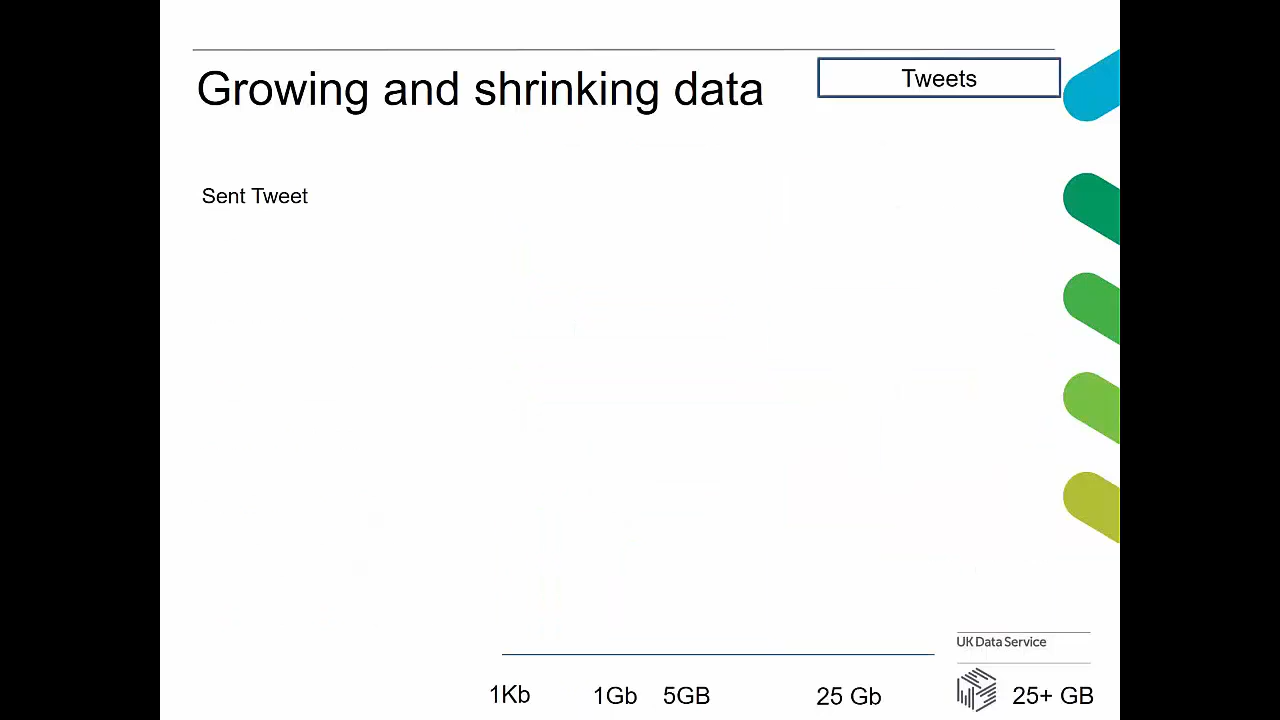 Growing and shrinking data
Tweets
Sent Tweet
UK Data Service
1Kb 1Gb 5GB 25 Gb 25+ GB